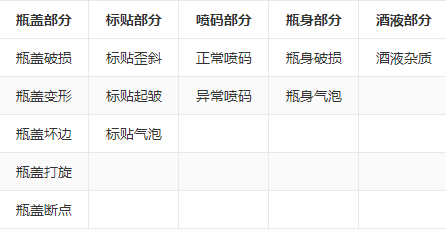 瓶盖部分 标贴部分 喷码部分 瓶身部分 酒液部分
瓶盖破损 标贴歪斜 正常喷码 瓶身破损 酒液杂质
瓶盖变形 标贴起皱 异常喷码 瓶身气泡
瓶盖坏边 标贴气泡
瓶盖打旋
瓶盖断点